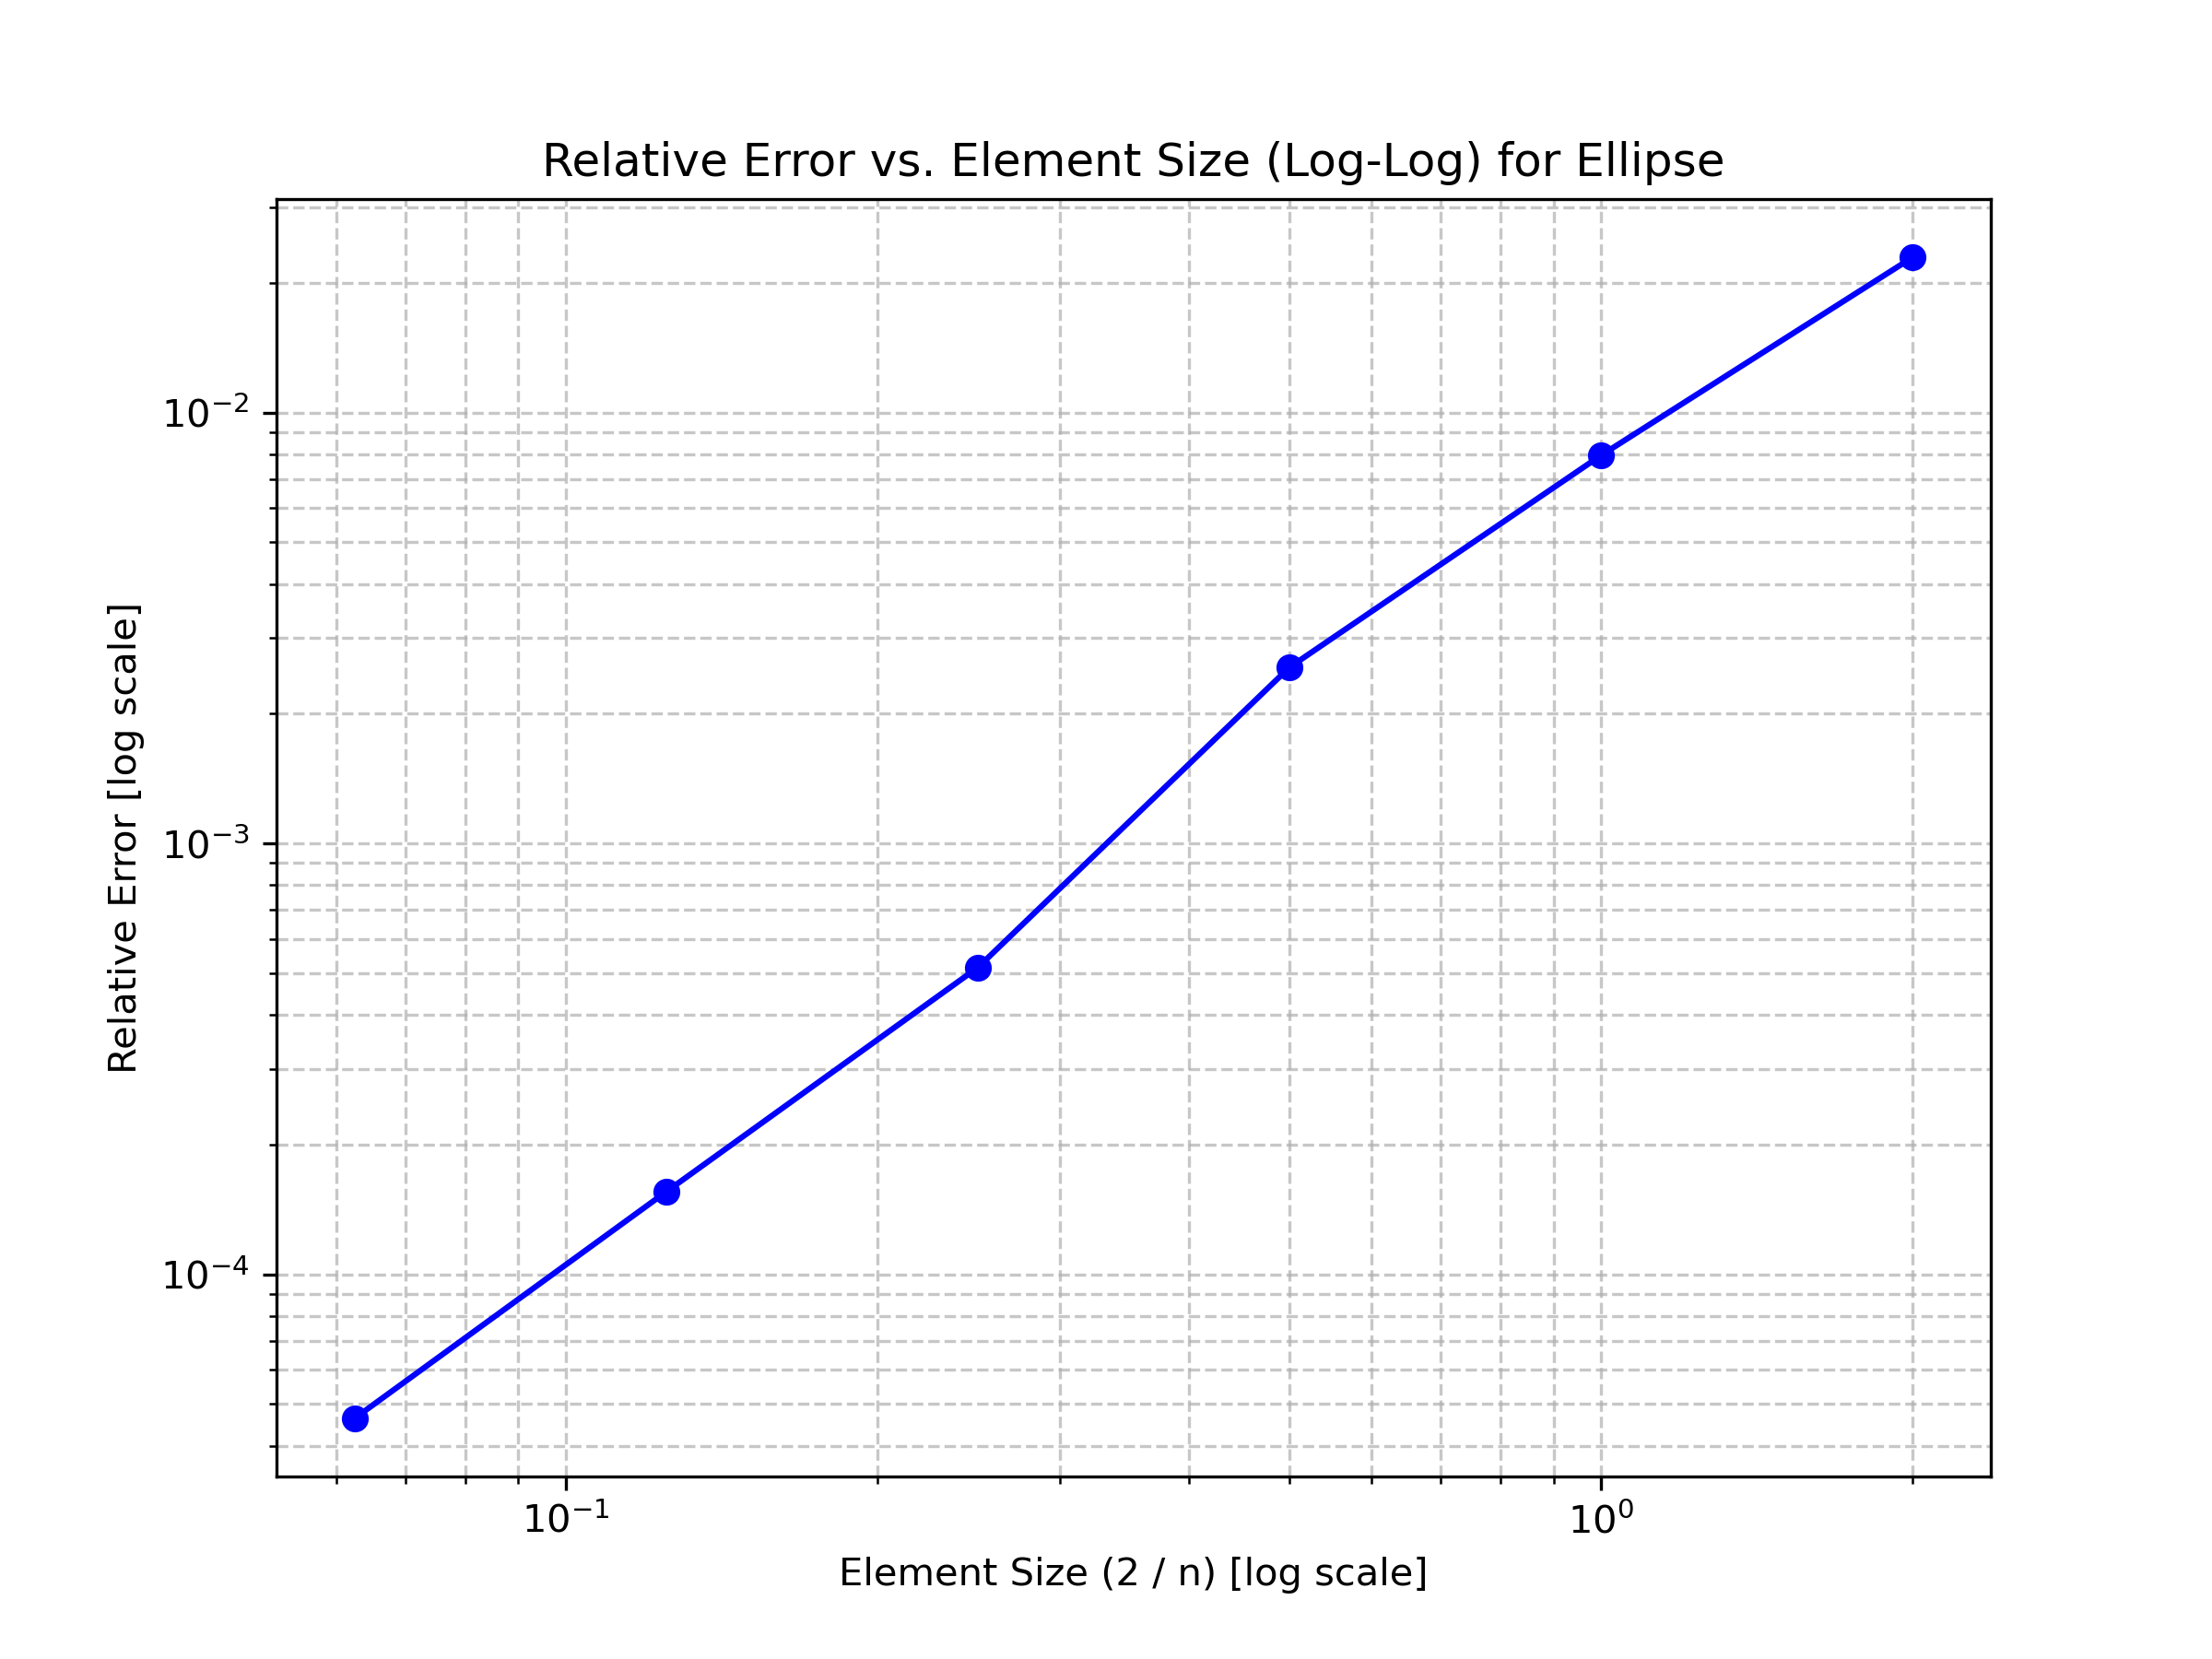 Relative Error vs. Element Size (Log-Log) for Ellipse
Relative Error [log scale]
10⁻²
10⁻³
10⁻⁴
10⁻¹
10⁰
Element Size (2 / n) [log scale]